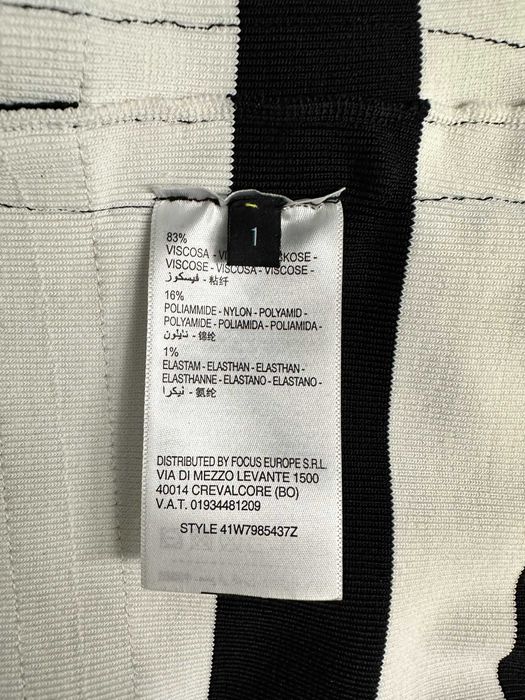 1
83%
VISCOSA - KOSE -
VISCOSE - VISCOSA - VISCOSE -
فيسكوز - 粘纤
16%
POLIAMMIDE - NYLON - POLYAMID -
POLYAMIDE - POLIAMIDA - POLIAMIDA -
نايلون - 锦纶
1%
ELASTAM - ELASTHAN - ELASTHAN -
ELASTHANNE - ELASTANO - ELASTANO -
ليكرا - 氨纶
DISTRIBUTED BY FOCUS EUROPE S.R.L.
VIA DI MEZZO LEVANTE 1500
40014 CREVALCORE (BO)
V.A.T. 01934481209
STYLE 41W7985437Z